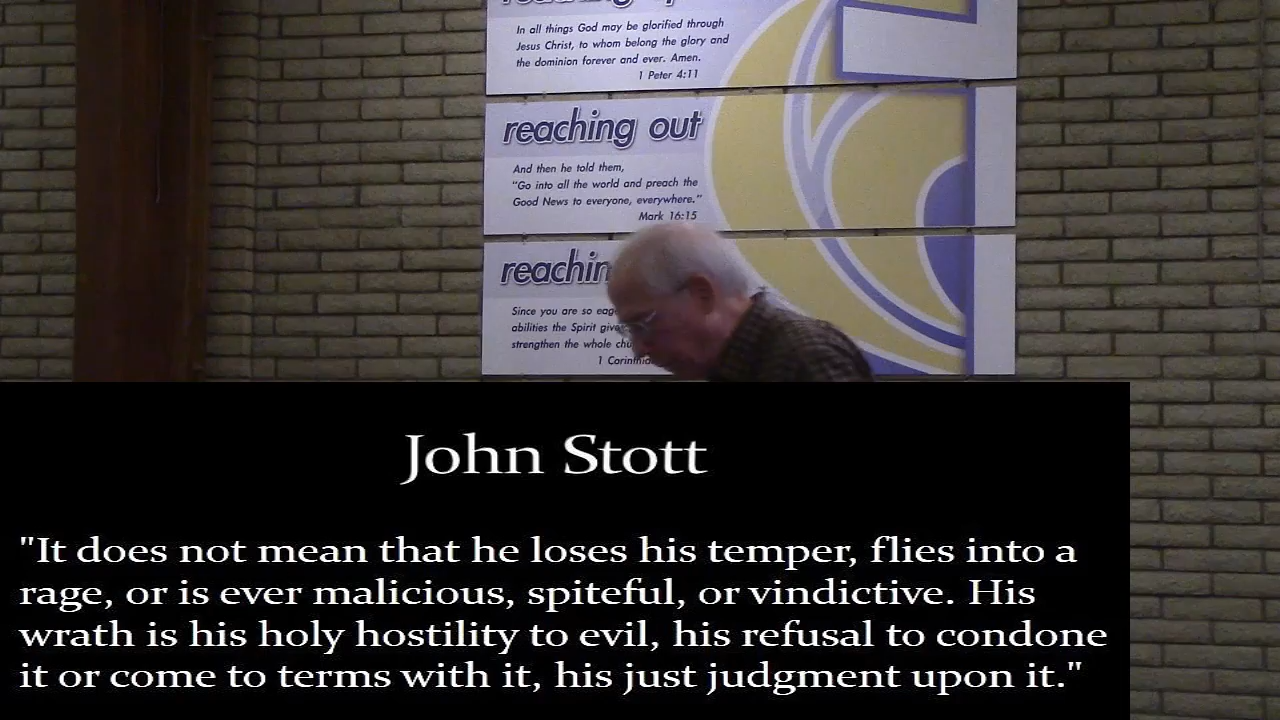 In all things God may be glorified through
Jesus Christ, to whom belong the glory and
the dominion forever and ever. Amen.
1 Peter 4:11
reaching out
And then he told them,
"Go into all the world and preach the
Good News to everyone, everywhere."
Mark 16:15
Since you are so
abilities the Spirit
strengthen the whole
1
John Stott
"It does not mean that he loses his temper, flies into a
rage, or is ever malicious, spiteful, or vindictive. His
wrath is his holy hostility to evil, his refusal to condone
it or come to terms with it, his just judgment upon it."